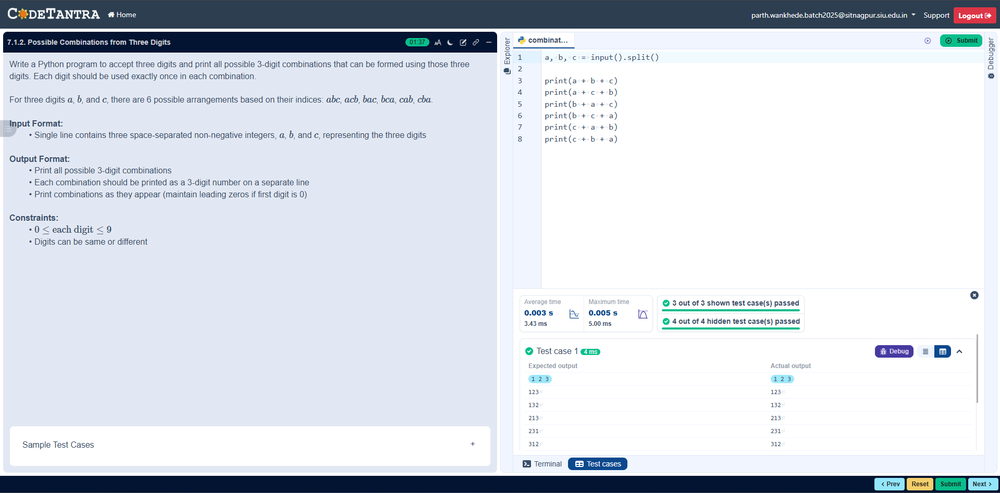 CODETANTRA Home
parth.wankhede.batch2025@sitnagpur.siu.edu.in Support Logout
7.1.2. Possible Combinations from Three Digits 01:37 AA
Write a Python program to accept three digits and print all possible 3-digit combinations that can be formed using those three
digits. Each digit should be used exactly once in each combination.
For three digits a, b, and c, there are 6 possible arrangements based on their indices: abc, acb, bac, bca, cab, cba.
Input Format:
• Single line contains three space-separated non-negative integers, a, b, and c, representing the three digits
Output Format:
• Print all possible 3-digit combinations
• Each combination should be printed as a 3-digit number on a separate line
• Print combinations as they appear (maintain leading zeros if first digit is 0)
Constraints:
• 0 ≤ each digit ≤ 9
• Digits can be same or different
Sample Test Cases +
Explorer
combinat...
Submit
Debugger
1 a, b, c = input().split()
2
3 print(a + b + c)
4 print(a + c + b)
5 print(b + a + c)
6 print(b + c + a)
7 print(c + a + b)
8 print(c + b + a)
Average time
0.003 s
3.43 ms
Maximum time
0.005 s
5.00 ms
3 out of 3 shown test case(s) passed
4 out of 4 hidden test case(s) passed
Test case 1 4 ms
Debug
Expected output Actual output
1 2 3 1 2 3
123 123
132 132
213 213
231 231
312 312
Terminal Test cases
< Prev Reset Submit Next >